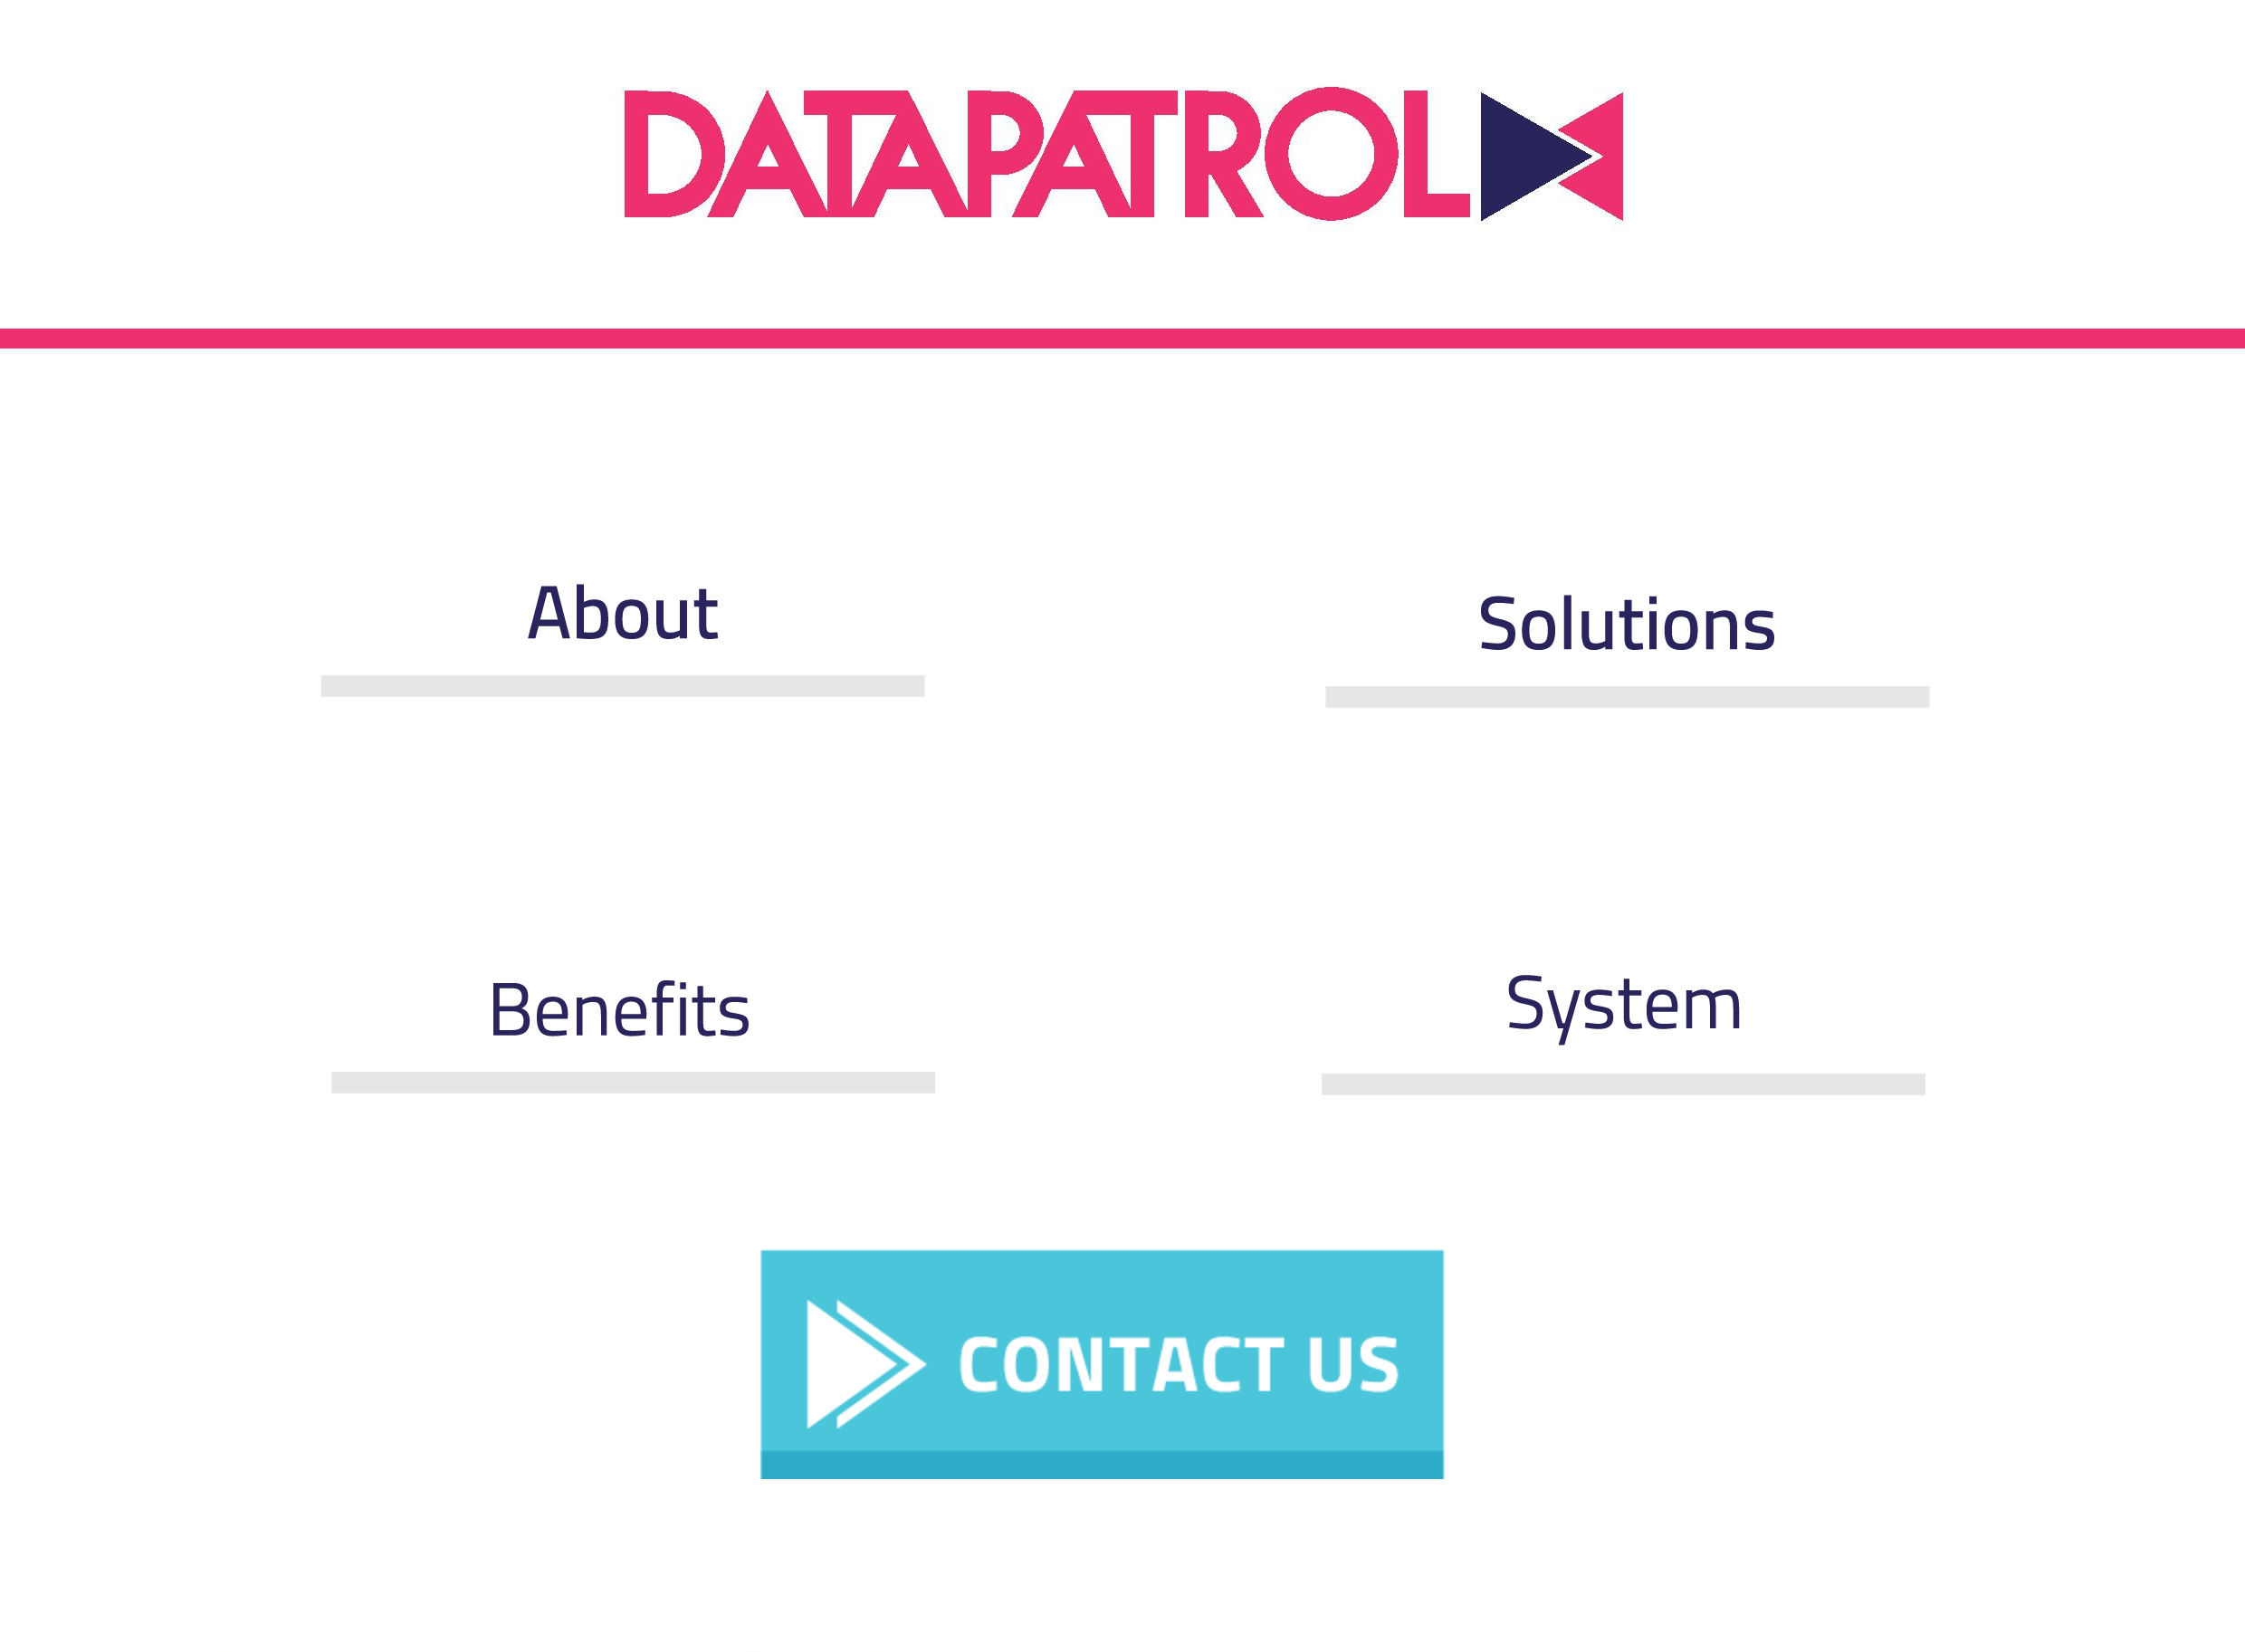 DATAPATROL
About
Solutions
Benefits
System
CONTACT US